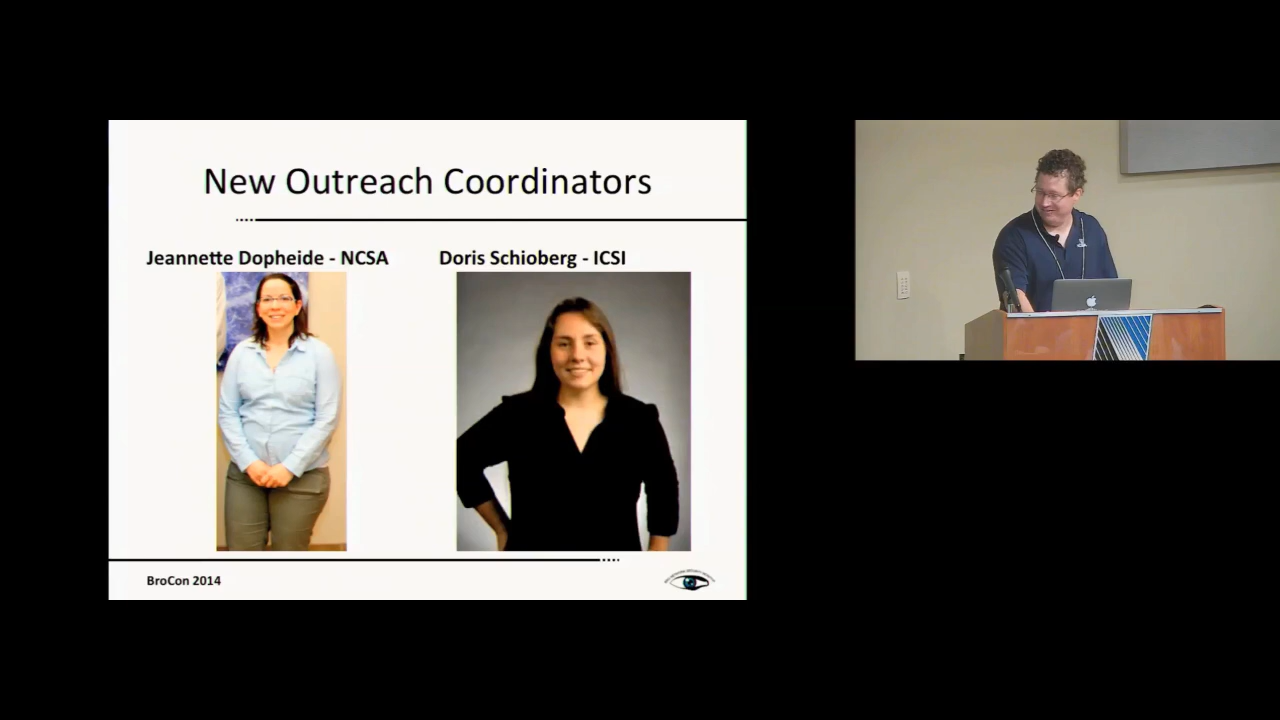 New Outreach Coordinators
Jeannette Dopheide - NCSA
Doris Schioberg - ICSI
BroCon 2014